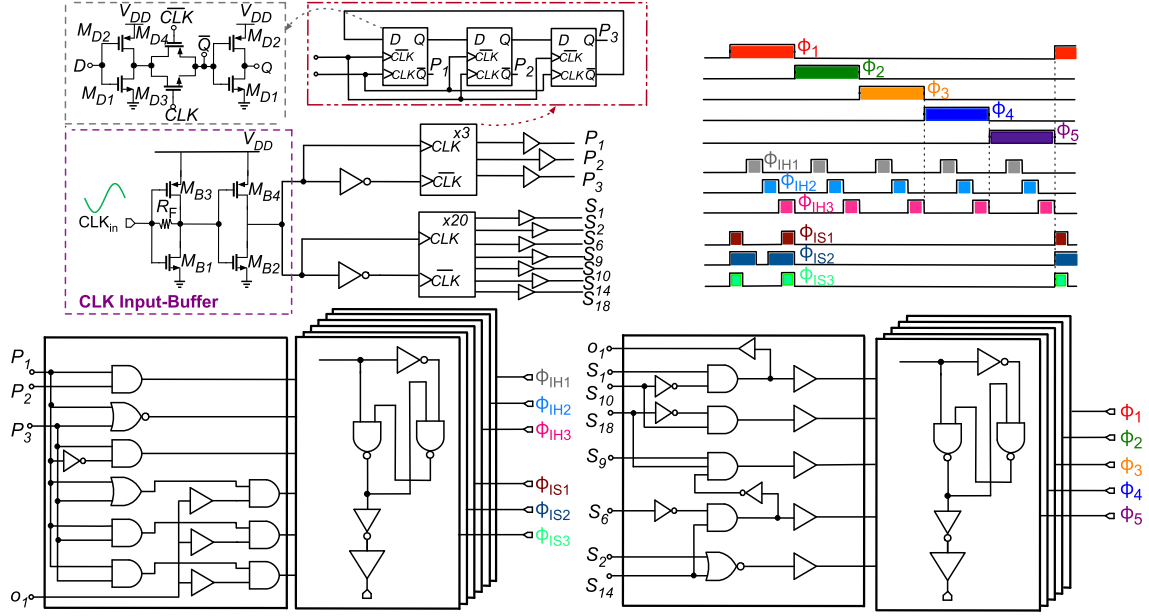 V_DD CLK̅ V_DD
M_D2 M_D4 Q̅ M_D2
D Q
M_D1 M_D3 M_D1
CLK
D Q D Q D Q P_3
CLK̅ P_1 CLK̅ P_2 CLK
CLK Q̅ CLK Q̅ CLK̅ Q̅
V_DD
M_B3 M_B4
R_F
CLK_in
M_B1 M_B2
CLK Input-Buffer
x3
CLK
CLK̅
P_1
P_2
P_3
x20
CLK
CLK̅
S_1
S_2
S_6
S_9
S_10
S_14
S_18
Φ_1
Φ_2
Φ_3
Φ_4
Φ_5
Φ_IH1
Φ_IH2
Φ_IH3
Φ_IS1
Φ_IS2
Φ_IS3
P_1
P_2
P_3
o_1
Φ_IH1
Φ_IH2
Φ_IH3
Φ_IS1
Φ_IS2
Φ_IS3
o_1
S_1
S_10
S_18
S_9
S_6
S_2
S_14
Φ_1
Φ_2
Φ_3
Φ_4
Φ_5